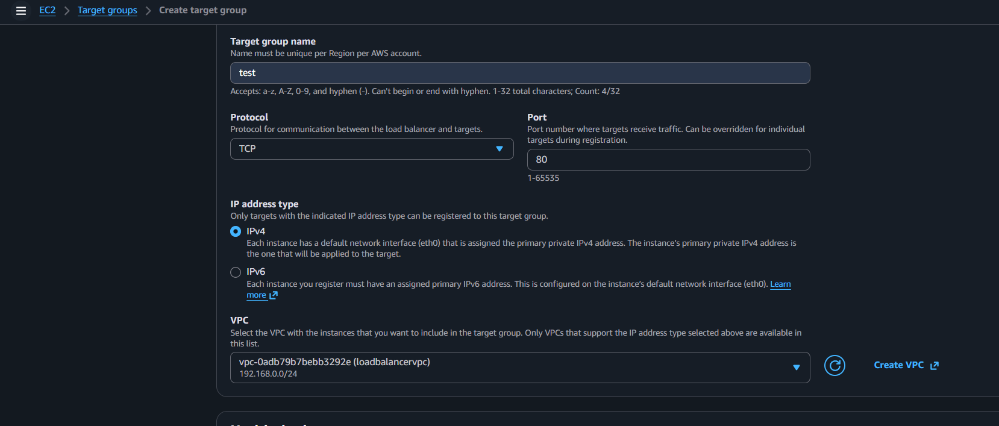 EC2 > Target groups > Create target group
Target group name
Name must be unique per Region per AWS account.
test
Accepts: a-z, A-Z, 0-9, and hyphen (-). Can't begin or end with hyphen. 1-32 total characters; Count: 4/32
Protocol
Protocol for communication between the load balancer and targets.
TCP
Port
Port number where targets receive traffic. Can be overridden for individual
targets during registration.
80
1-65535
IP address type
Only targets with the indicated IP address type can be registered to this target group.
IPv4
Each instance has a default network interface (eth0) that is assigned the primary private IPv4 address. The instance's primary private IPv4 address is
the one that will be applied to the target.
IPv6
Each instance you register must have an assigned primary IPv6 address. This is configured on the instance's default network interface (eth0). Learn
more
VPC
Select the VPC with the instances that you want to include in the target group. Only VPCs that support the IP address type selected above are available in
this list.
vpc-0adb79b7bebb3292e (loadbalancervpc)
192.168.0.0/24
Create VPC